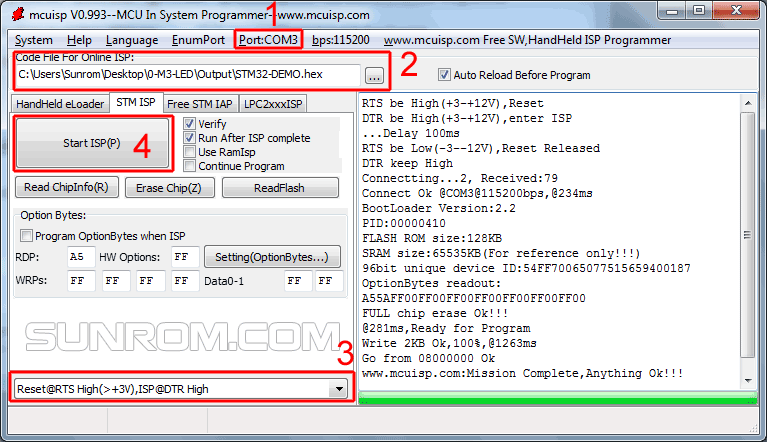 mcuisp V0.993--MCU In System Programmer--www.mcuisp.com
1
System Help Language EnumPort Port:COM3 bps:115200 www.mcuisp.com Free SW,HandHeld ISP Programmer
Code File For Online ISP:
2
C:\Users\Sunrom\Desktop\0-M3-LED\Output\STM32-DEMO.hex ...
Auto Reload Before Program
HandHeld eLoader STM ISP Free STM IAP LPC2xxxISP
Start ISP(P)
4
Verify
Run After ISP complete
Use RamIsp
Continue Program
Read ChipInfo(R) Erase Chip(Z) ReadFlash
Option Bytes:
Program OptionBytes when ISP
RDP: A5 HW Options: FF Setting(OptionBytes...)
WRPs: FF FF FF FF Data0-1 FF FF
SUNROM.COM
3
Reset@RTS High(>+3V),ISP@DTR High
RTS be High(+3-+12V),Reset
DTR be High(+3-+12V),enter ISP
...Delay 100ms
RTS be Low(-3--12V),Reset Released
DTR keep High
Connectting...2, Received:79
Connect Ok @COM3@115200bps,@234ms
BootLoader Version:2.2
PID:00000410
FLASH ROM size:128KB
SRAM size:65535KB(For reference only!!!)
96bit unique device ID:54FF70065077515659400187
OptionBytes readout:
A55AFF00FF00FF00FF00FF00FF00FF00
FULL chip erase Ok!!!
@281ms,Ready for Program
Write 2KB Ok,100%,@1263ms
Go from 08000000 Ok
www.mcuisp.com:Mission Complete,Anything Ok!!!